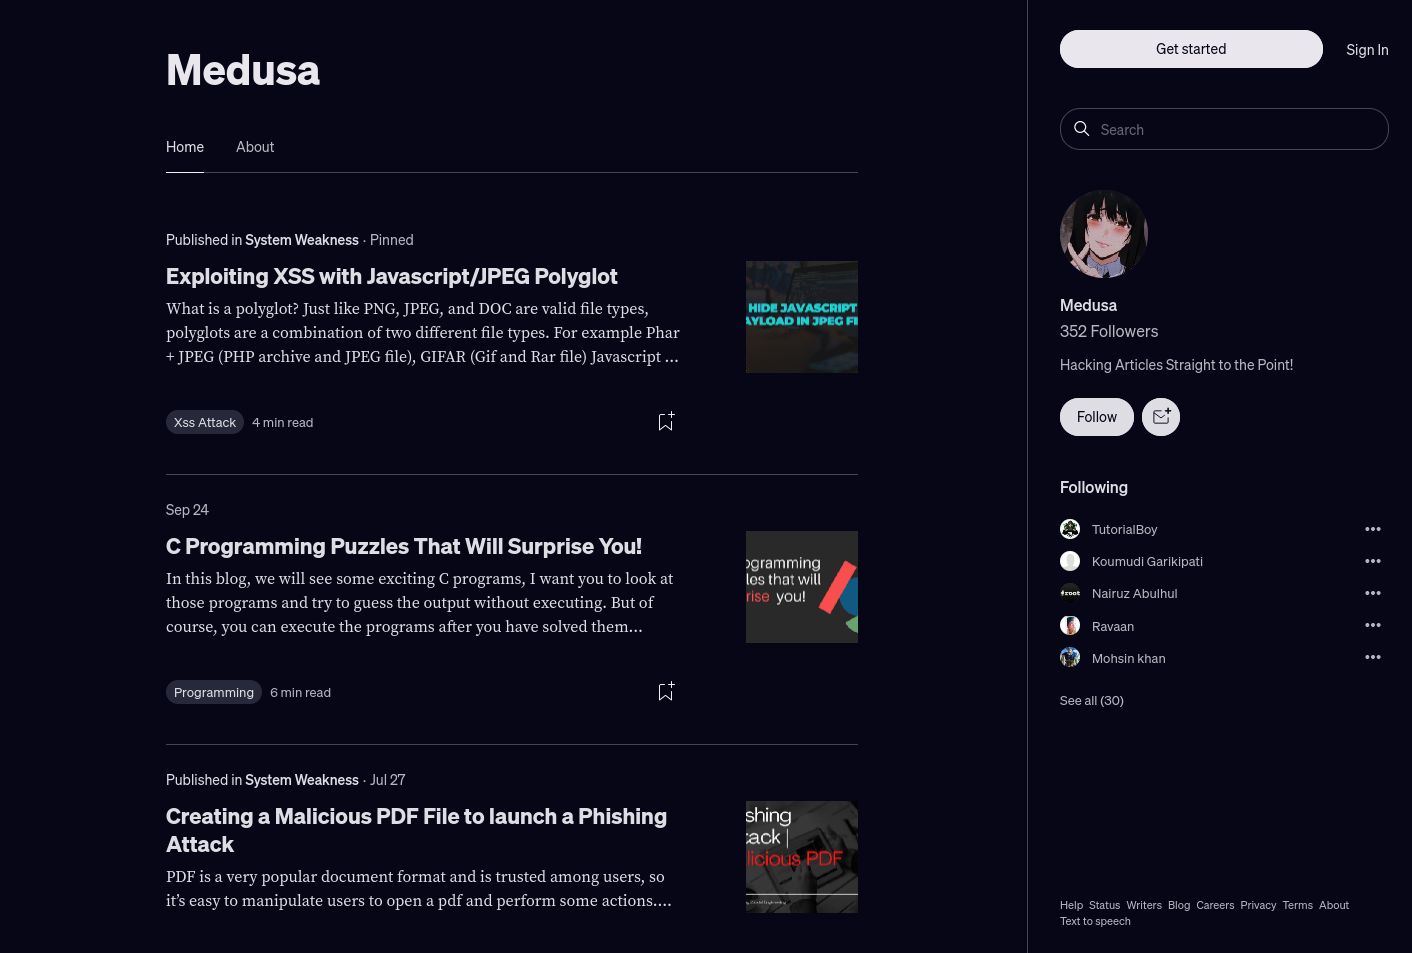 Medusa
Home
About
Published in System Weakness · Pinned
Exploiting XSS with Javascript/JPEG Polyglot
What is a polyglot? Just like PNG, JPEG, and DOC are valid file types,
polyglots are a combination of two different file types. For example Phar
+ JPEG (PHP archive and JPEG file), GIFAR (Gif and Rar file) Javascript ...
HIDE JAVASCRIPT
AYLOAD IN JPEG FI
Xss Attack
4 min read
Sep 24
C Programming Puzzles That Will Surprise You!
In this blog, we will see some exciting C programs, I want you to look at
those programs and try to guess the output without executing. But of
course, you can execute the programs after you have solved them...
ogramming
les that will
rise you!
Programming
6 min read
Published in System Weakness · Jul 27
Creating a Malicious PDF File to launch a Phishing
Attack
PDF is a very popular document format and is trusted among users, so
it’s easy to manipulate users to open a pdf and perform some actions....
shing
tack |
licious PDF
Get started
Sign In
Search
Medusa
352 Followers
Hacking Articles Straight to the Point!
Follow
Following
TutorialBoy
Koumudi Garikipati
Nairuz Abulhul
Ravaan
Mohsin khan
See all (30)
Help Status Writers Blog Careers Privacy Terms About
Text to speech